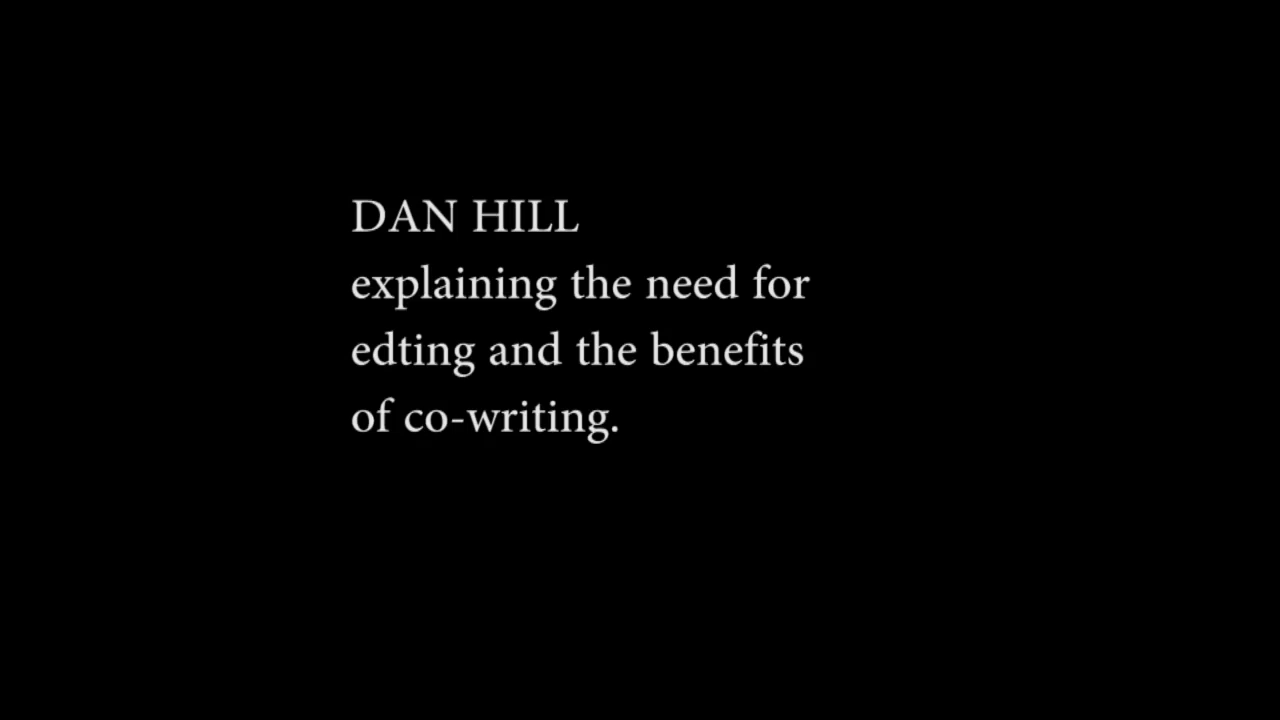 DAN HILL
explaining the need for
edting and the benefits
of co-writing.